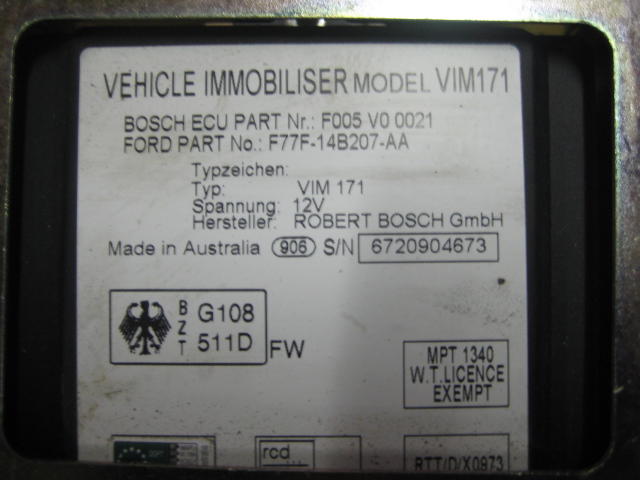 VEHICLE IMMOBILISER MODEL VIM171
BOSCH ECU PART Nr.: F005 V0 0021
FORD PART No.: F77F-14B207-AA
Typzeichen:
Typ: VIM 171
Spannung: 12V
Hersteller: ROBERT BOSCH GmbH
Made in Australia 906 S/N 6720904673
BZT G108
511D FW
MPT 1340
W.T.LICENCE
EXEMPT
rcd
RTT/D/X0973